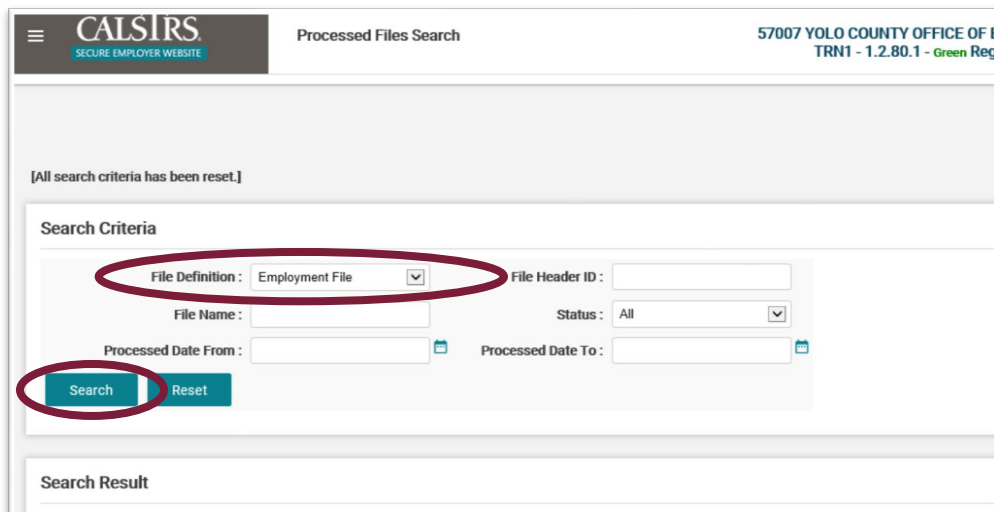 ≡ CALSTRS.
SECURE EMPLOYER WEBSITE
Processed Files Search
57007 YOLO COUNTY OFFICE OF
TRN1 - 1.2.80.1 - Green Reg
[All search criteria has been reset.]
Search Criteria
File Definition : Employment File File Header ID :
File Name : Status : All
Processed Date From : Processed Date To :
Search Reset
Search Result